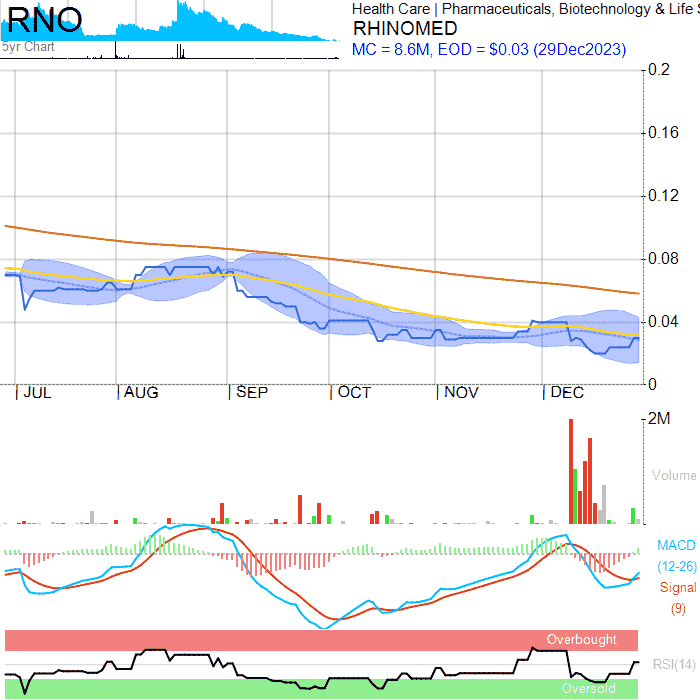 RNO
5yr Chart
Health Care | Pharmaceuticals, Biotechnology & Life S
RHINOMED
MC = 8.6M, EOD = $0.03 (29Dec2023)
0.2
0.16
0.12
0.08
0.04
0
JUL AUG SEP OCT NOV DEC
2M
Volume
MACD
(12-26)
Signal
(9)
Overbought
RSI(14)
Oversold